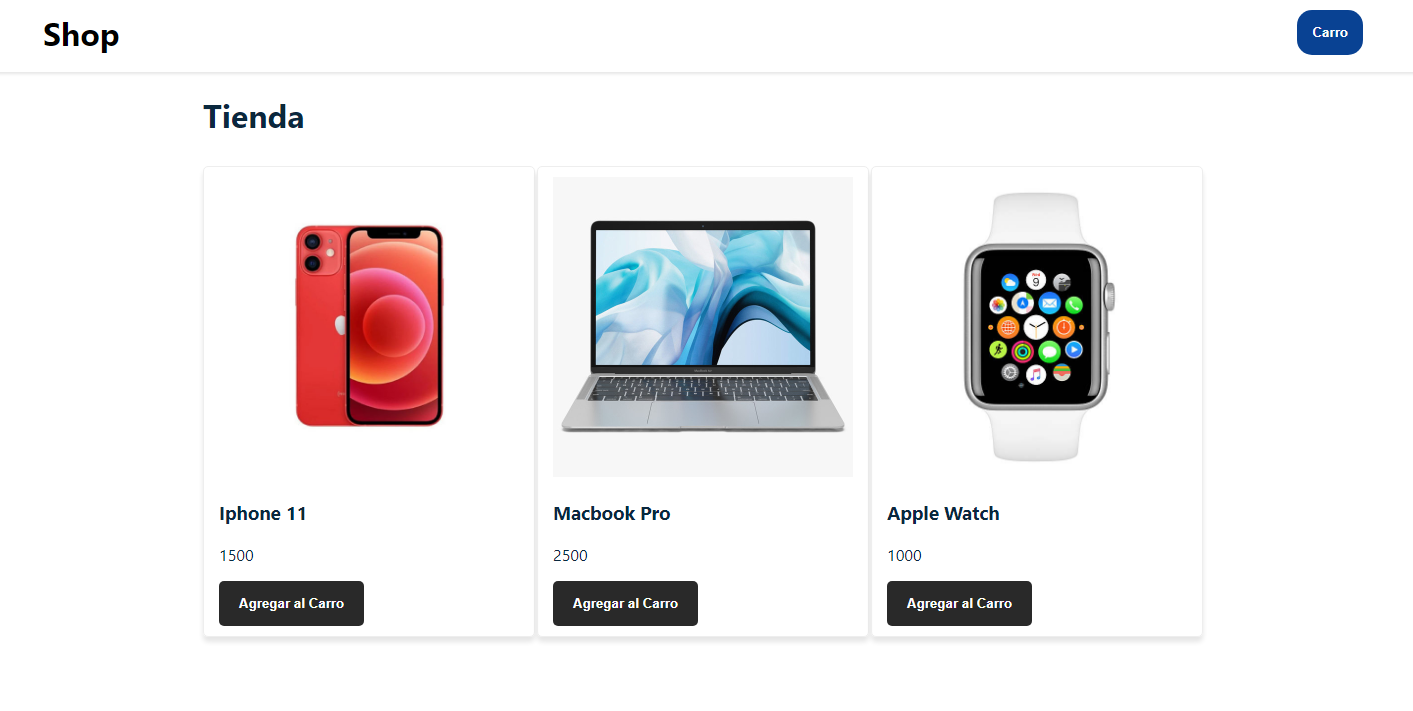 Shop
Carro
Tienda
Iphone 11
1500
Agregar al Carro
Macbook Pro
2500
Agregar al Carro
Apple Watch
1000
Agregar al Carro
9